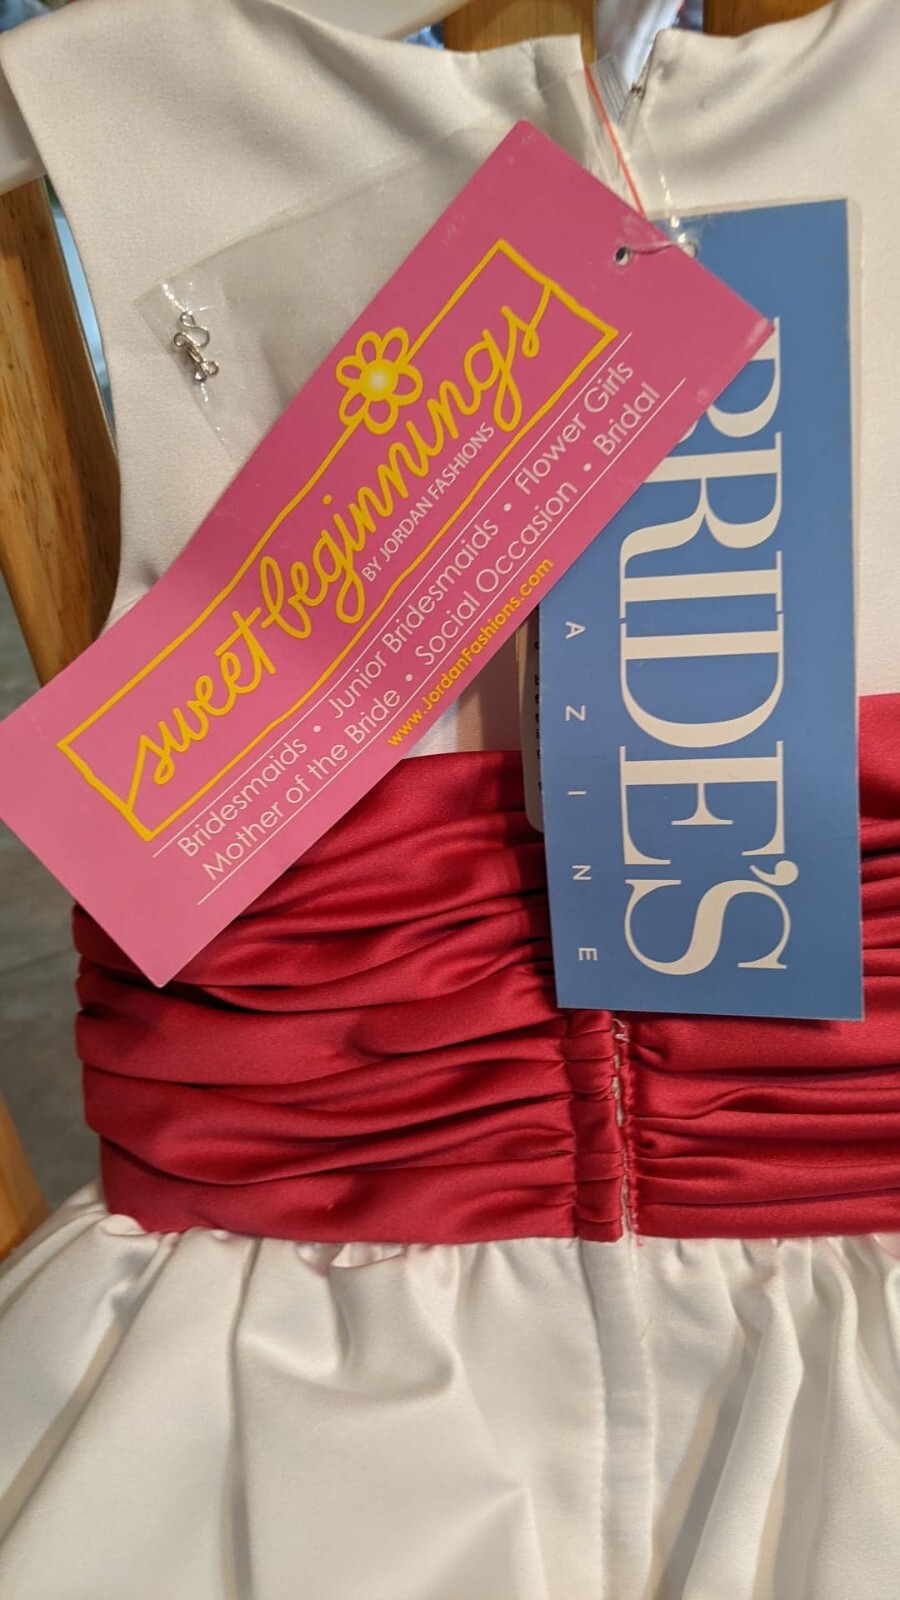 sweet beginnings
BY JORDAN FASHIONS
Bridesmaids • Junior Bridesmaids • Flower Girls
Mother of the Bride • Social Occasion • Bridal
www.JordanFashions.com
BRIDE'S
AZINE